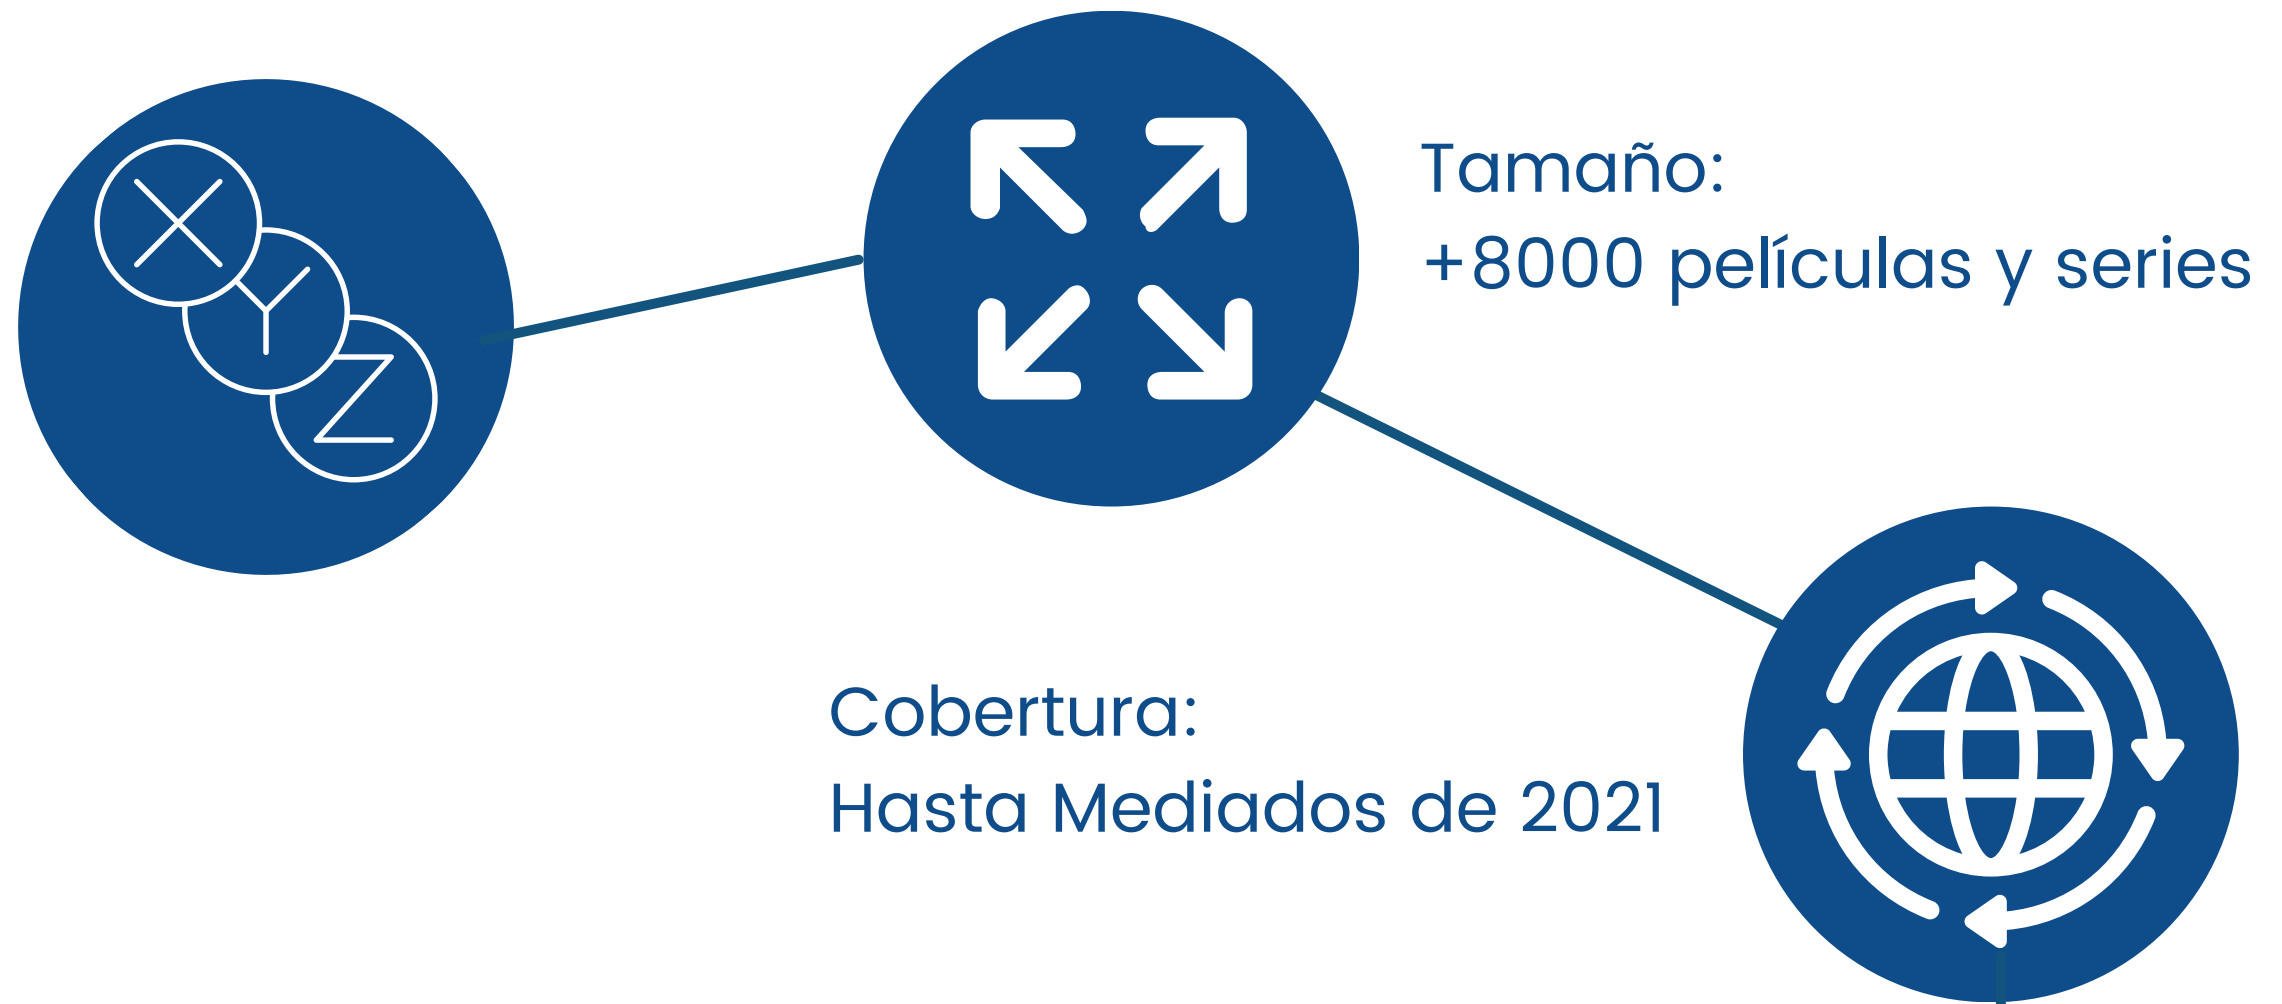 X
Y
Z
Tamaño:
+8000 películas y series
Cobertura:
Hasta Mediados de 2021